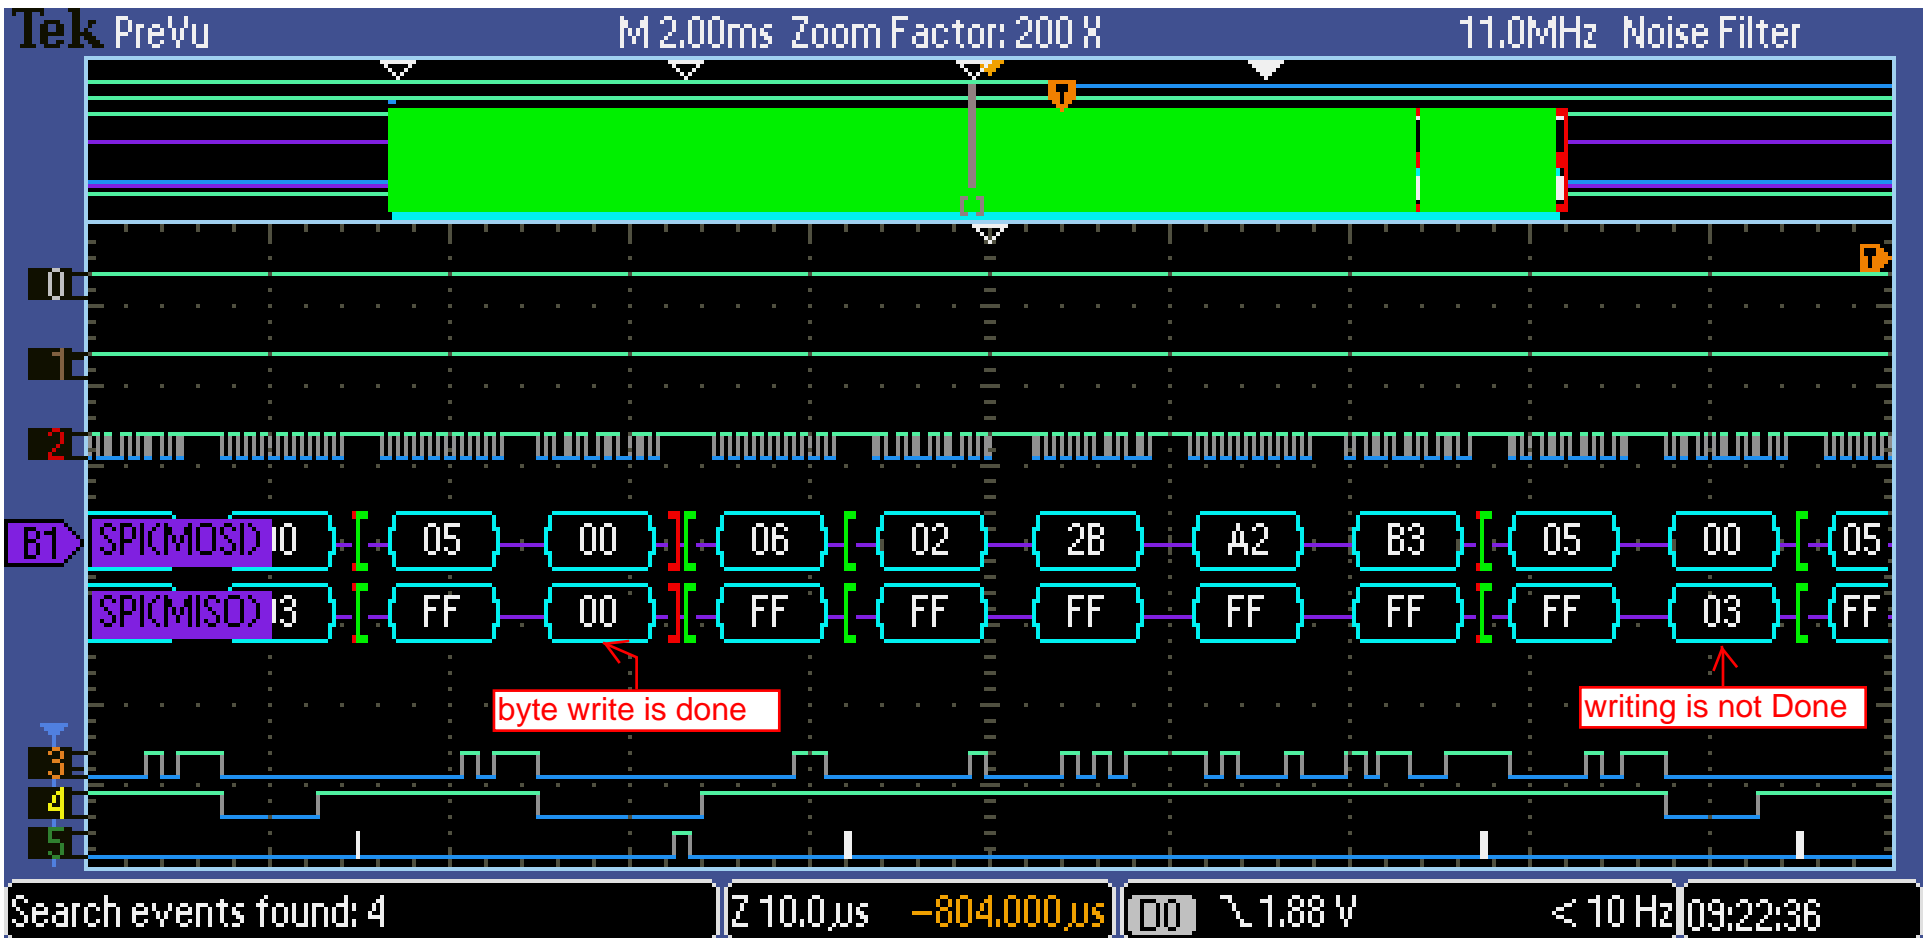 Tek PreVu M 2.00ms Zoom Factor: 200 X 11.0MHz Noise Filter
T
T
0
1
2
B1 SPI(MOSI) 05 00 06 02 2B A2 B3 05 00 05
SPI(MISO) FF 00 FF FF FF FF FF FF 03 FF
byte write is done
writing is not Done
3
4
5
Search events found: 4 Z 10.0µs -804.000µs D0 1.88 V < 10 Hz 09:22:36